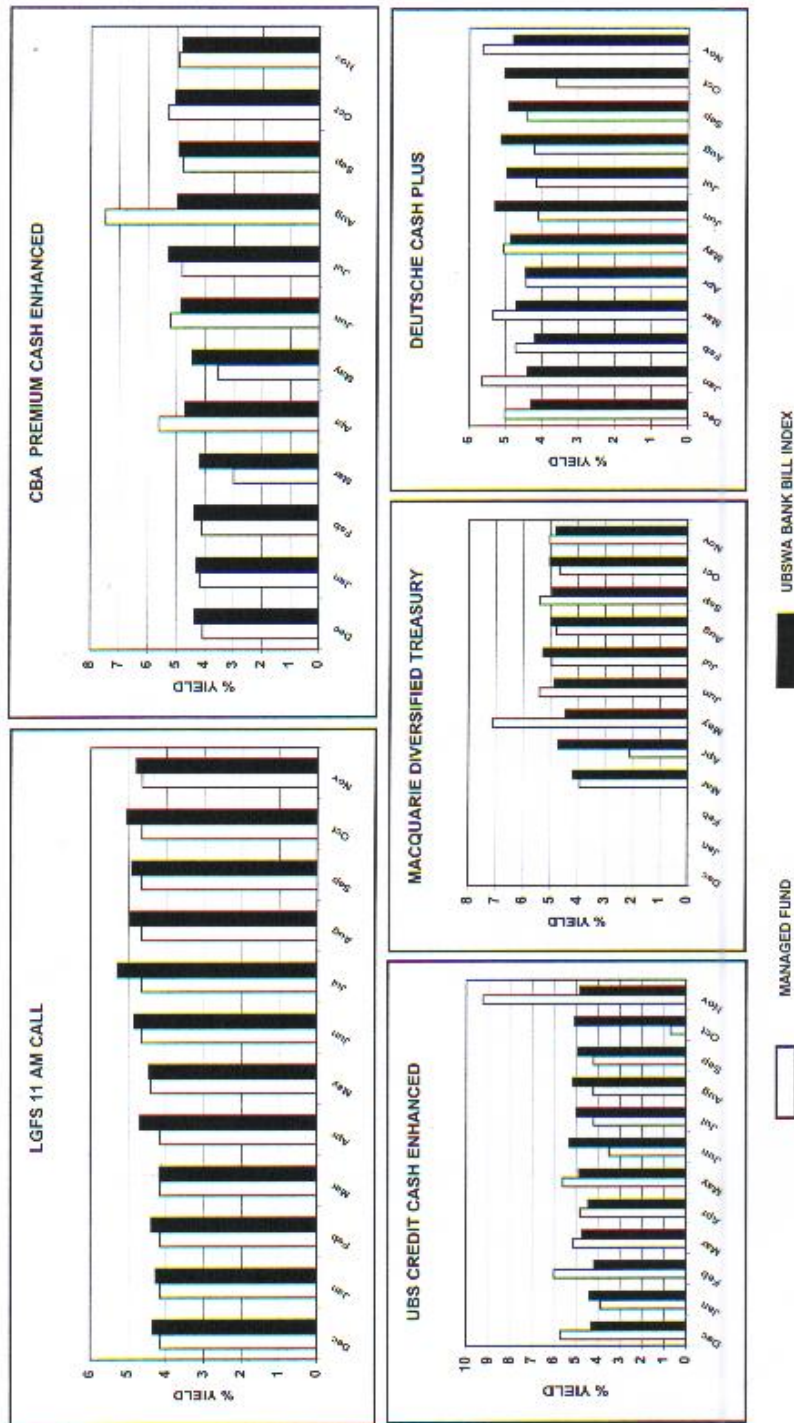 LGFS 11 AM CALL
% YIELD
6
5
4
3
2
1
0
Dec
Jan
Feb
Mar
Apr
May
Jun
Jul
Aug
Sep
Oct
Nov
CBA PREMIUM CASH ENHANCED
% YIELD
8
7
6
5
4
3
2
1
0
Dec
Jan
Feb
Mar
Apr
May
Jun
Jul
Aug
Sep
Oct
Nov
UBS CREDIT CASH ENHANCED
% YIELD
10
9
8
7
6
5
4
3
2
1
0
Dec
Jan
Feb
Mar
Apr
May
Jun
Jul
Aug
Sep
Oct
Nov
MACQUARIE DIVERSIFIED TREASURY
% YIELD
8
7
6
5
4
3
2
1
0
Dec
Jan
Feb
Mar
Apr
May
Jun
Jul
Aug
Sep
Oct
Nov
DEUTSCHE CASH PLUS
% YIELD
6
5
4
3
2
1
0
Dec
Jan
Feb
Mar
Apr
May
Jun
Jul
Aug
Sep
Oct
Nov
MANAGED FUND
UBSWA BANK BILL INDEX